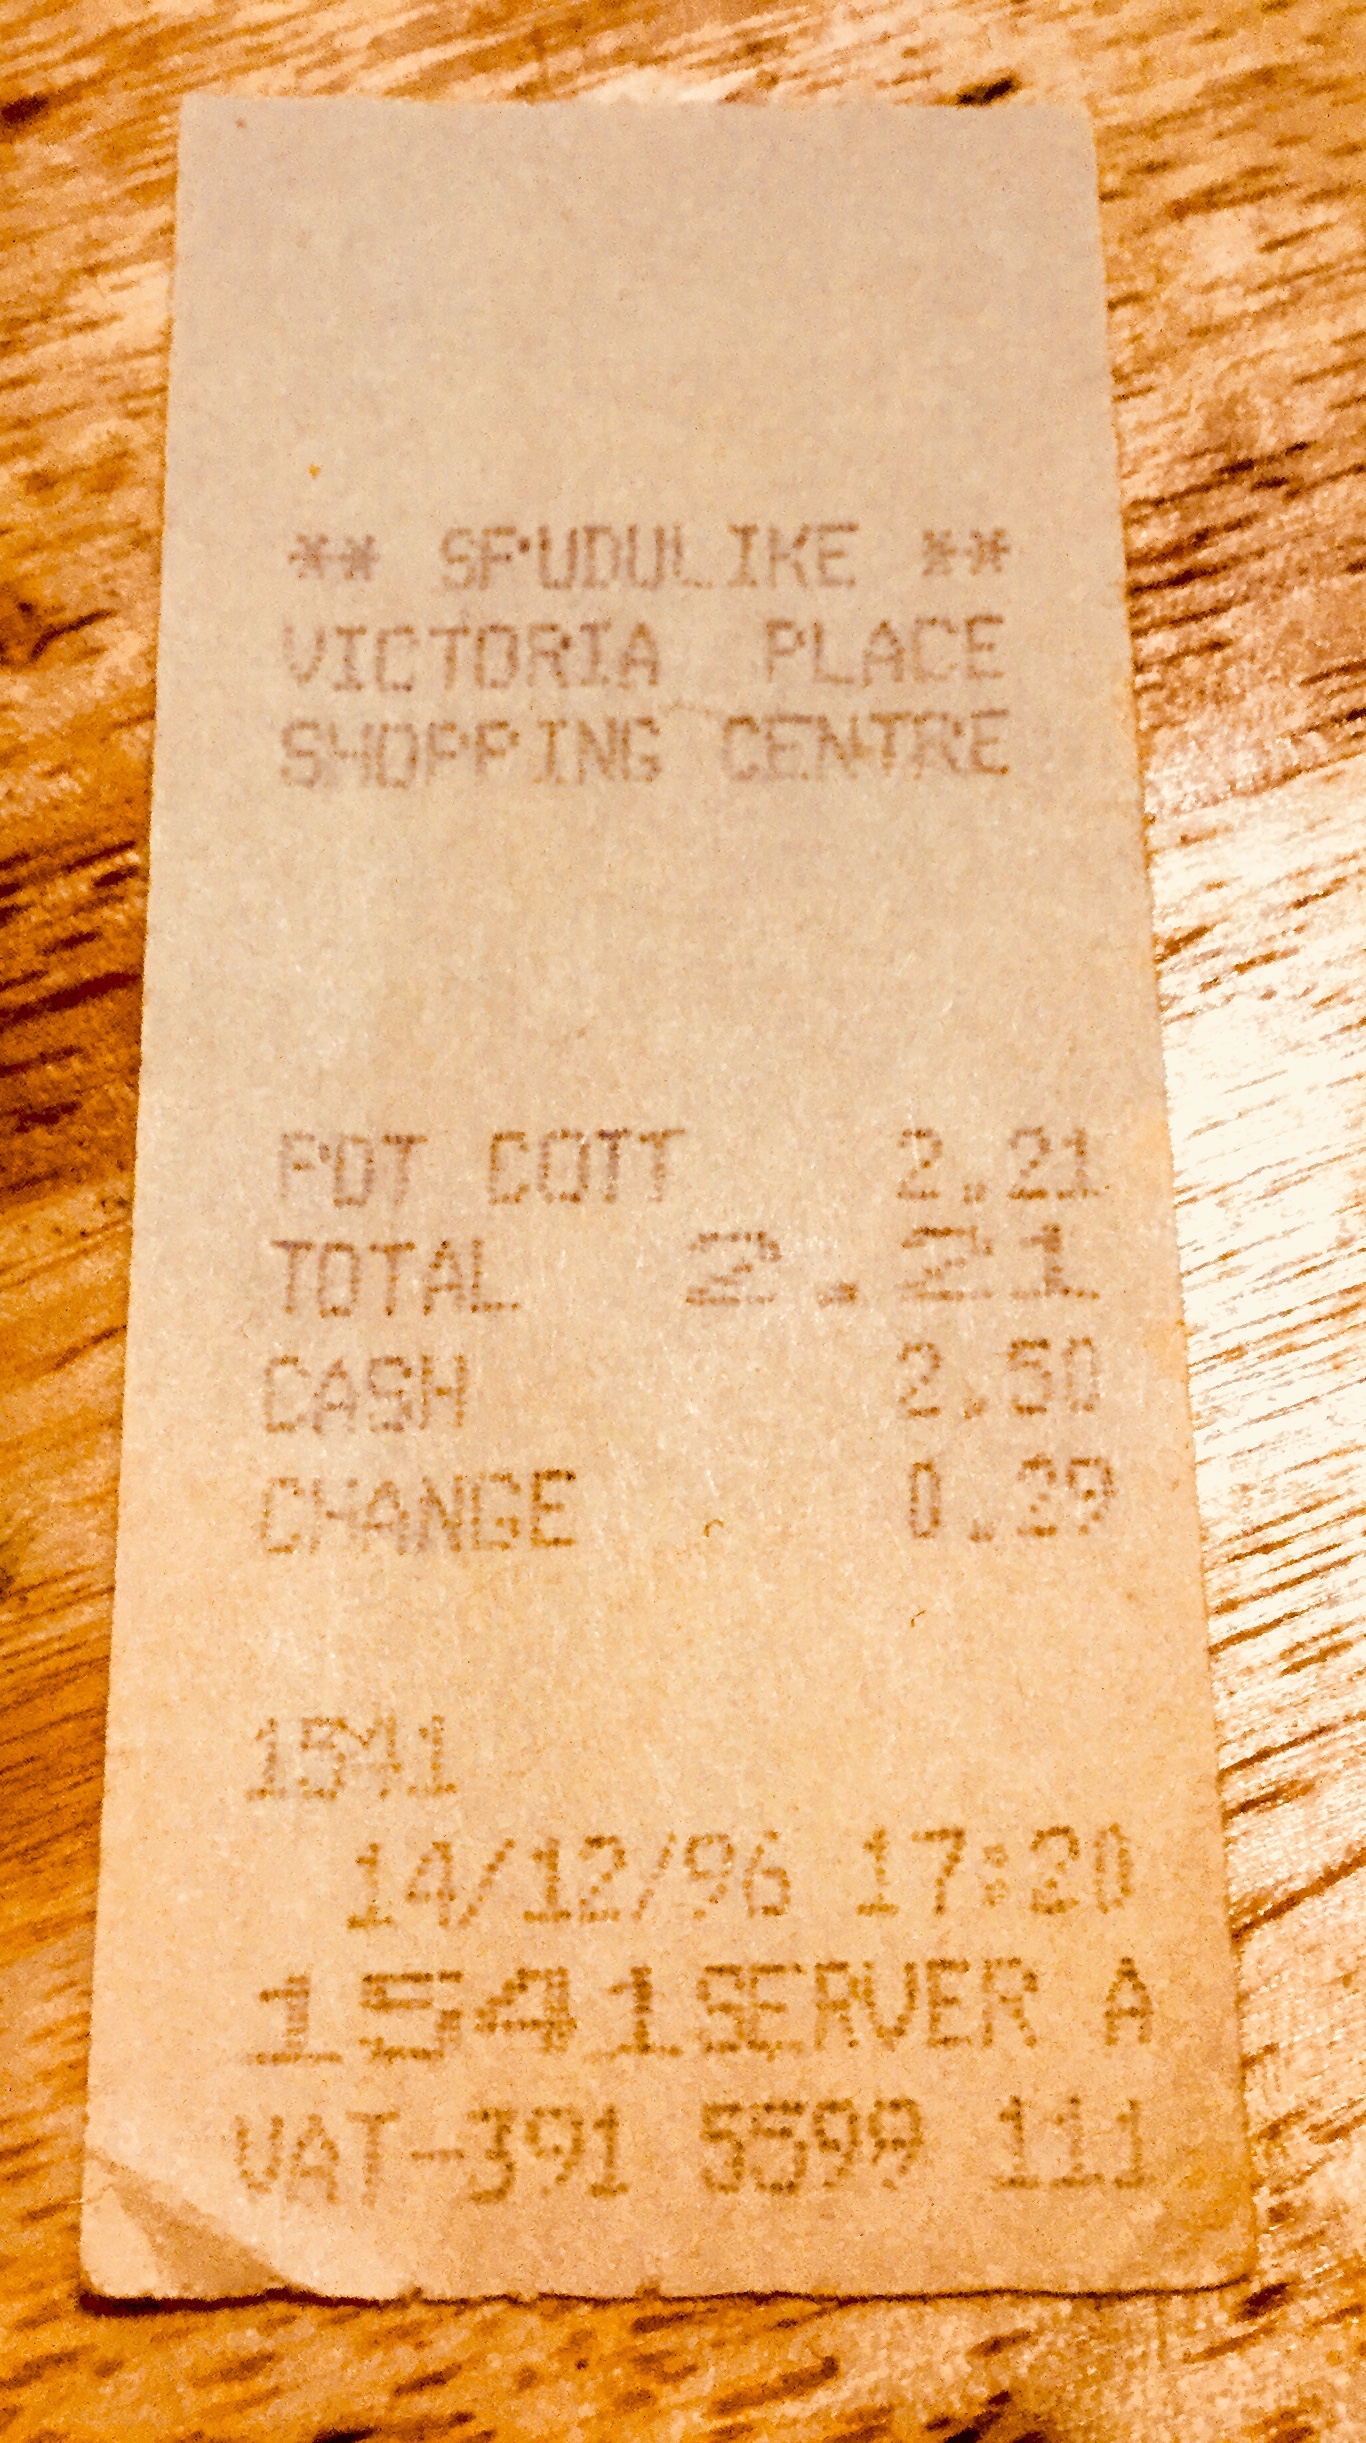 ** SPUDULIKE **
VICTORIA PLACE
SHOPPING CENTRE
POT COTT 2.21
TOTAL 2.21
CASH 2.50
CHANGE 0.29
1541
14/12/96 17:20
1541SERVER A
VAT-391 5599 111